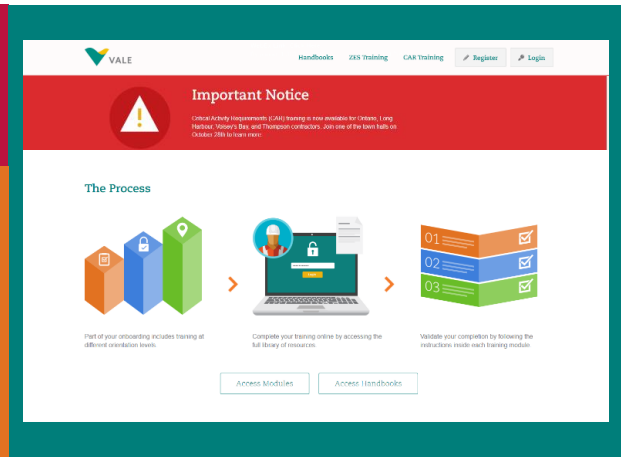 VALE
Handbooks ZES Training CAR Training Register Login
Important Notice
Critical Activity Requirements (CAR) training is now available for Ontario, Long
Harbour, Voisey's Bay, and Thompson contractors. Join one of the town halls on
October 28th to learn more.
The Process
01
02
03
Part of your onboarding includes training at
different orientation levels.
Complete your training online by accessing the
full library of resources.
Validate your completion by following the
instructions inside each training module.
Access Modules Access Handbooks